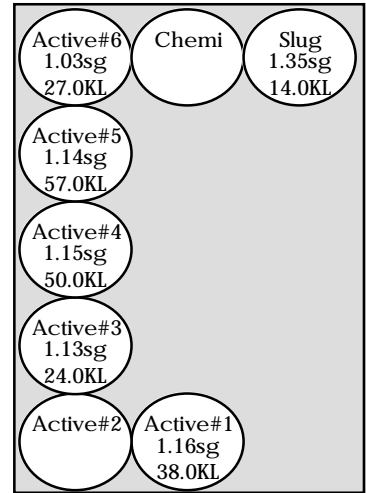 Active#6
1.03sg
27.0KL
Chemi
Slug
1.35sg
14.0KL
Active#5
1.14sg
57.0KL
Active#4
1.15sg
50.0KL
Active#3
1.13sg
24.0KL
Active#2
Active#1
1.16sg
38.0KL